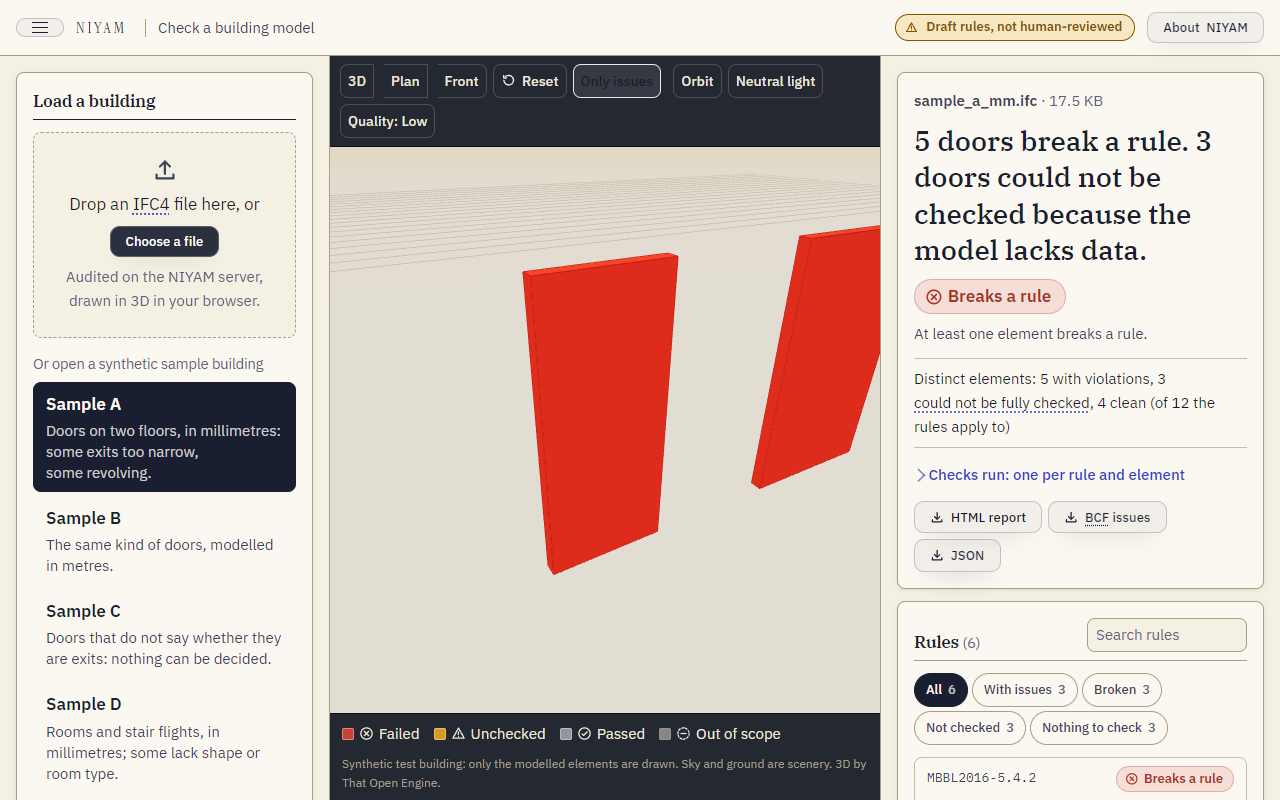 NIYAM
Check a building model
Draft rules, not human-reviewed
About NIYAM
Load a building
Drop an IFC4 file here, or
Choose a file
Audited on the NIYAM server,
drawn in 3D in your browser.
Or open a synthetic sample building
Sample A
Doors on two floors, in millimetres:
some exits too narrow,
some revolving.
Sample B
The same kind of doors, modelled
in metres.
Sample C
Doors that do not say whether they
are exits: nothing can be decided.
Sample D
Rooms and stair flights, in
millimetres; some lack shape or
room type.
3D
Plan
Front
Reset
Only issues
Orbit
Neutral light
Quality: Low
Failed
Unchecked
Passed
Out of scope
Synthetic test building: only the modelled elements are drawn. Sky and ground are scenery. 3D by
That Open Engine.
sample_a_mm.ifc · 17.5 KB
5 doors break a rule. 3
doors could not be
checked because the
model lacks data.
Breaks a rule
At least one element breaks a rule.
Distinct elements: 5 with violations, 3
could not be fully checked, 4 clean (of 12 the
rules apply to)
Checks run: one per rule and element
HTML report
BCF issues
JSON
Rules (6)
Search rules
All 6
With issues 3
Broken 3
Not checked 3
Nothing to check 3
MBBL2016-5.4.2
Breaks a rule